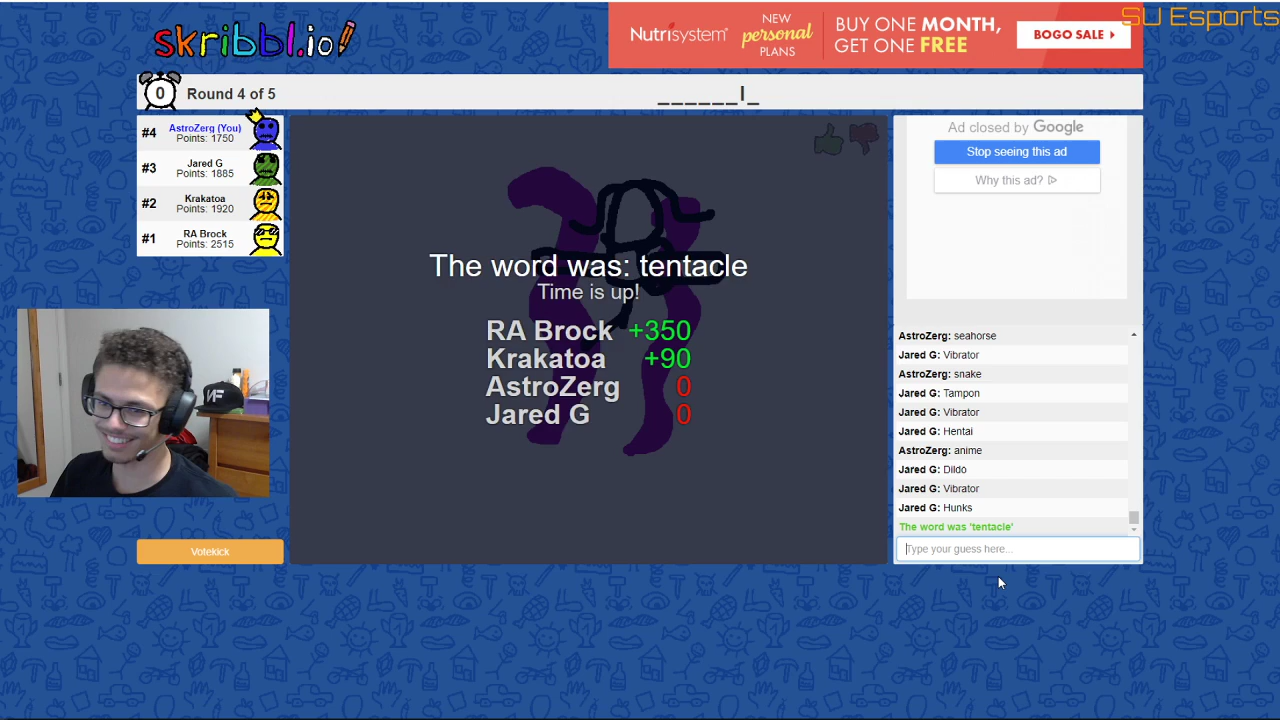 SU Esports
skribbl.io
Nutrisystem
NEW
personal
PLANS
BUY ONE MONTH,
GET ONE FREE
BOGO SALE
0
Round 4 of 5
______l_
#4
AstroZerg (You)
Points: 1750
#3
Jared G
Points: 1885
#2
Krakatoa
Points: 1920
#1
RA Brock
Points: 2515
NF
Votekick
The word was: tentacle
Time is up!
RA Brock +350
Krakatoa +90
AstroZerg 0
Jared G 0
Ad closed by Google
Stop seeing this ad
Why this ad?
AstroZerg: seahorse
Jared G: Vibrator
AstroZerg: snake
Jared G: Tampon
Jared G: Vibrator
Jared G: Hentai
AstroZerg: anime
Jared G: Dildo
Jared G: Vibrator
Jared G: Hunks
The word was 'tentacle'
Type your guess here...